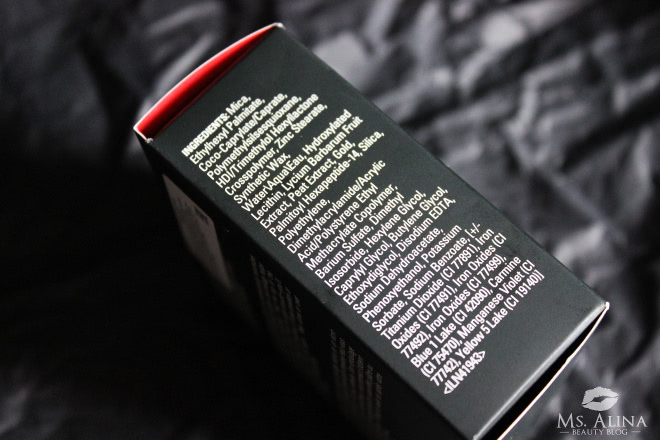 INGREDIENTS: Mica,
Ethylhexyl Palmitate,
Coco-Caprylate/Caprate,
Polymethylsilsesquioxane,
HDI/Trimethylol Hexyllactone
Crosspolymer, Zinc Stearate,
Synthetic Wax,
Water\Aqua\Eau, Hydroxylated
Lecithin, Lycium Barbarum Fruit
Extract, Peat Extract, Gold,
Palmitoyl Hexapeptide-14, Silica,
Polyethylene,
Dimethylacrylamide/Acrylic
Acid/Polystyrene Ethyl
Methacrylate Copolymer,
Barium Sulfate, Dimethyl
Isosorbide, Hexylene Glycol,
Caprylyl Glycol, Butylene Glycol,
Ethoxydiglycol, Disodium EDTA,
Sodium Dehydroacetate,
Phenoxyethanol, Potassium
Sorbate, Sodium Benzoate, [+/-
Titanium Dioxide (CI 77891), Iron
Oxides (CI 77491), Iron Oxides (CI
77492), Iron Oxides (CI 77499),
Blue 1 Lake (CI 42090), Carmine
(CI 75470), Manganese Violet (CI
77742), Yellow 5 Lake (CI 19140)]
<ILN41943>
MS. ALINA
BEAUTY BLOG